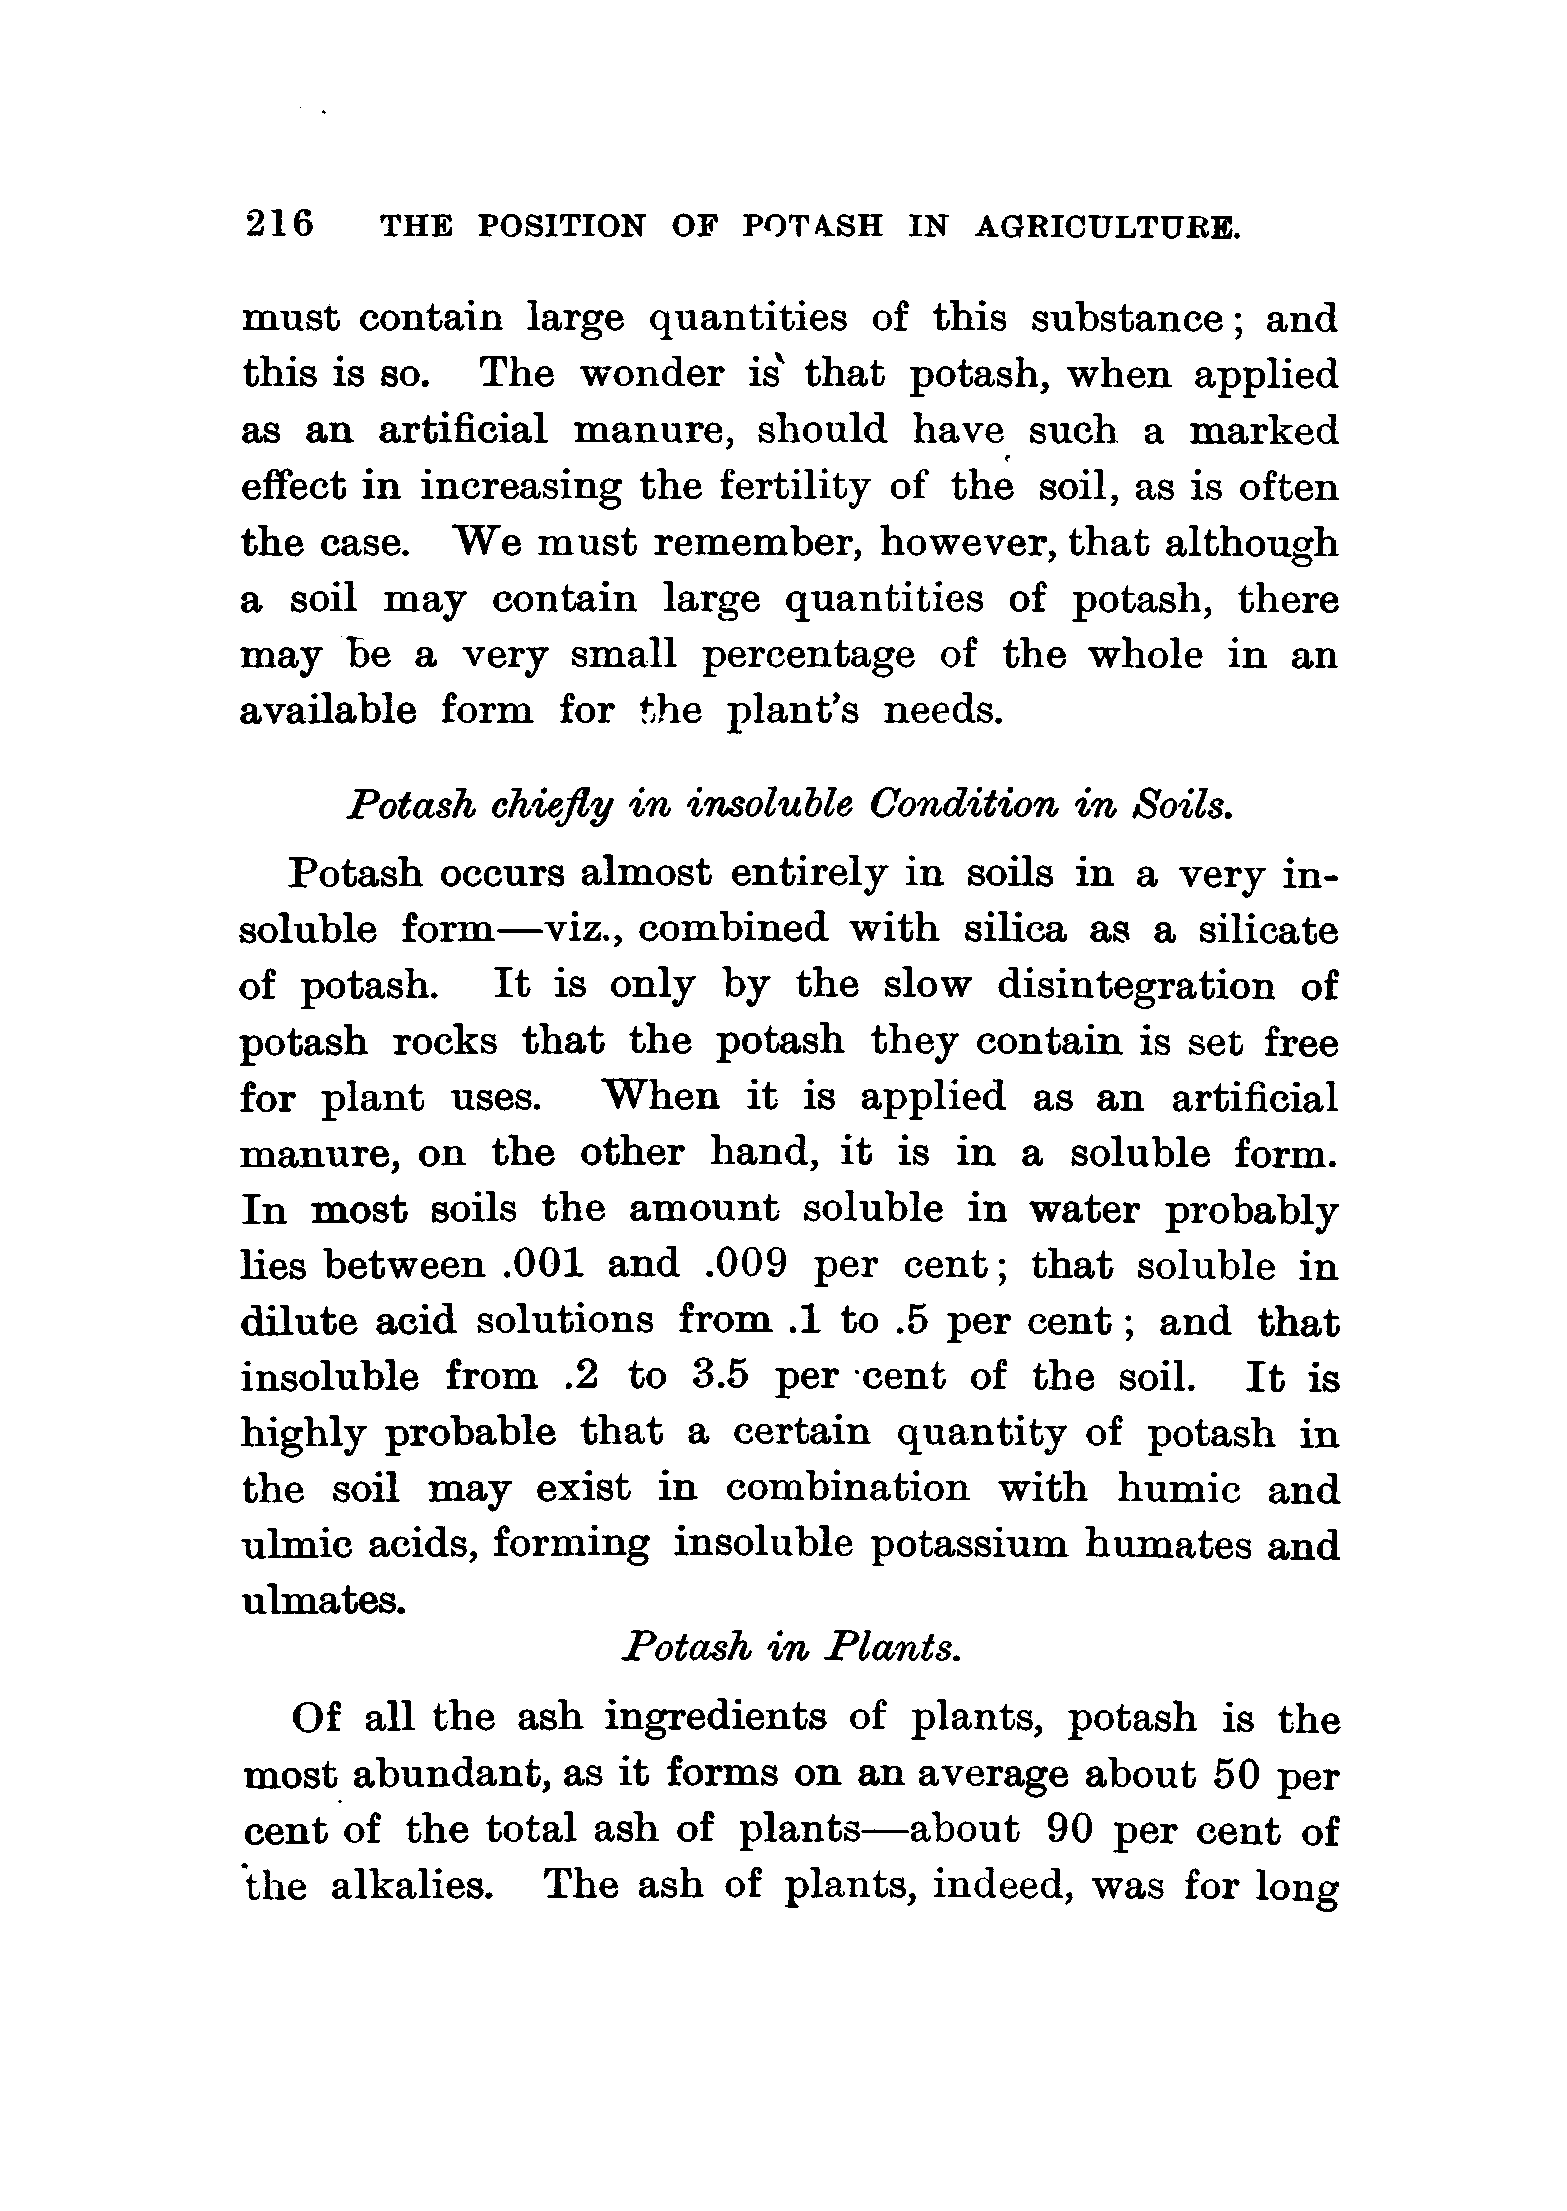 216 THE POSITION OF POTASH IN AGRICULTURE.
must contain large quantities of this substance; and
this is so. The wonder is that potash, when applied
as an artificial manure, should have such a marked
effect in increasing the fertility of the soil, as is often
the case. We must remember, however, that although
a soil may contain large quantities of potash, there
may be a very small percentage of the whole in an
available form for the plant's needs.
Potash chiefly in insoluble Condition in Soils.
Potash occurs almost entirely in soils in a very in-
soluble form—viz., combined with silica as a silicate
of potash. It is only by the slow disintegration of
potash rocks that the potash they contain is set free
for plant uses. When it is applied as an artificial
manure, on the other hand, it is in a soluble form.
In most soils the amount soluble in water probably
lies between .001 and .009 per cent; that soluble in
dilute acid solutions from .1 to .5 per cent; and that
insoluble from .2 to 3.5 per cent of the soil. It is
highly probable that a certain quantity of potash in
the soil may exist in combination with humic and
ulmic acids, forming insoluble potassium humates and
ulmates.
Potash in Plants.
Of all the ash ingredients of plants, potash is the
most abundant, as it forms on an average about 50 per
cent of the total ash of plants—about 90 per cent of
the alkalies. The ash of plants, indeed, was for long